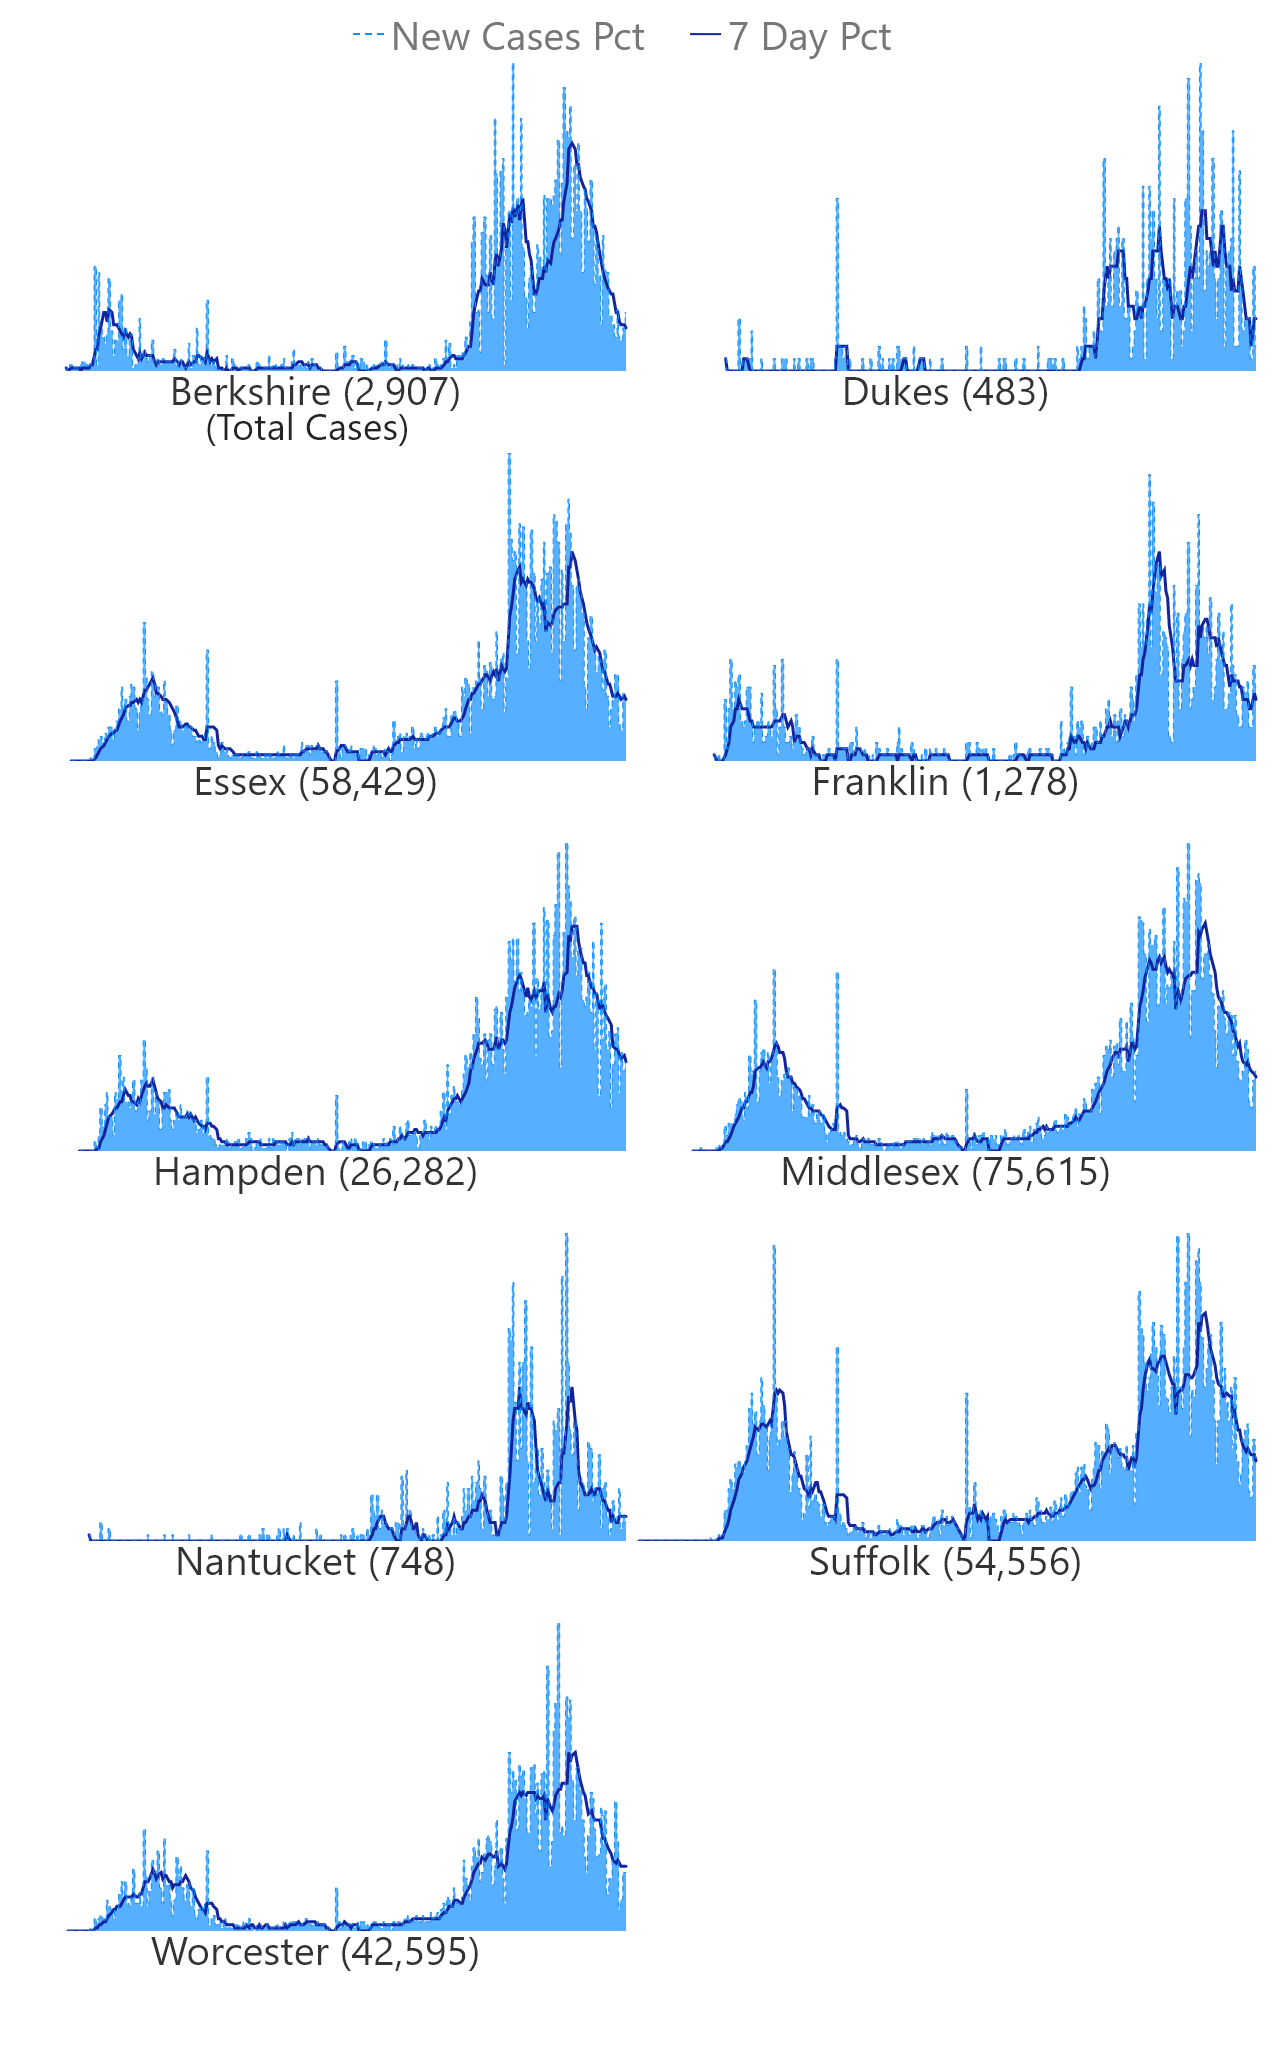 New Cases Pct 7 Day Pct
Berkshire (2,907)
(Total Cases)
Dukes (483)
Essex (58,429)
Franklin (1,278)
Hampden (26,282)
Middlesex (75,615)
Nantucket (748)
Suffolk (54,556)
Worcester (42,595)